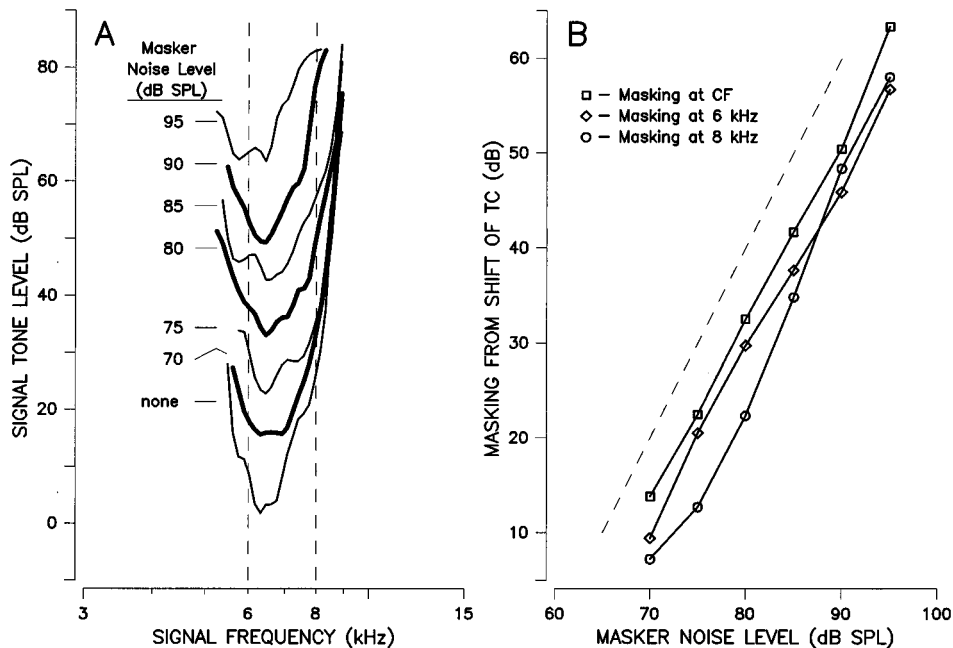 A
Masker
Noise Level
(dB SPL)
95
90
85
80
75
70
none
80
60
40
20
0
SIGNAL TONE LEVEL (dB SPL)
3
6
8
10
15
SIGNAL FREQUENCY (kHz)
B
□ – Masking at CF
◇ – Masking at 6 kHz
○ – Masking at 8 kHz
60
50
40
30
20
10
MASKING FROM SHIFT OF TC (dB)
60
70
80
90
100
MASKER NOISE LEVEL (dB SPL)